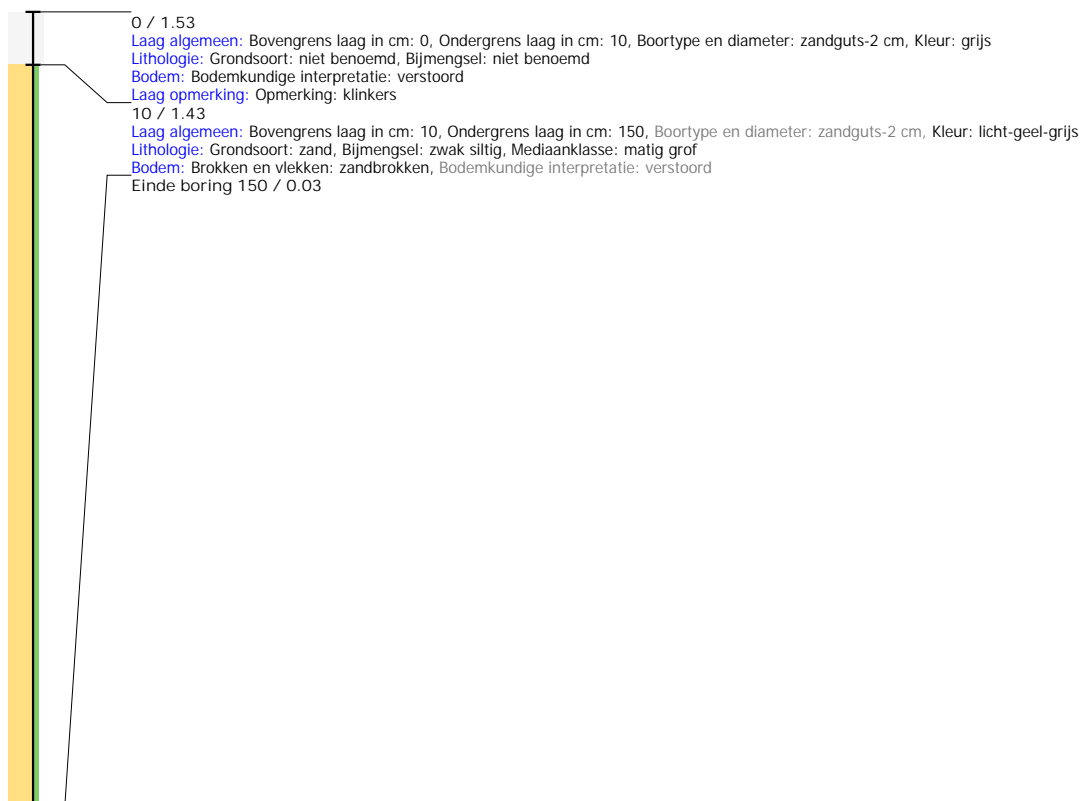 0 / 1.53
Laag algemeen: Bovengrens laag in cm: 0, Ondergrens laag in cm: 10, Boortype en diameter: zandguts-2 cm, Kleur: grijs
Lithologie: Grondsoort: niet benoemd, Bijmengsel: niet benoemd
Bodem: Bodemkundige interpretatie: verstoord
Laag opmerking: Opmerking: klinkers
10 / 1.43
Laag algemeen: Bovengrens laag in cm: 10, Ondergrens laag in cm: 150, Boortype en diameter: zandguts-2 cm, Kleur: licht-geel-grijs
Lithologie: Grondsoort: zand, Bijmengsel: zwak siltig, Mediaanklasse: matig grof
Bodem: Brokken en vlekken: zandbrokken, Bodemkundige interpretatie: verstoord
Einde boring 150 / 0.03